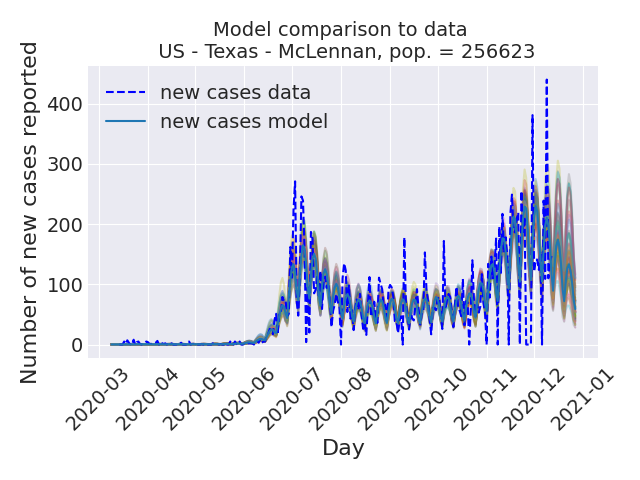 Model comparison to data
US - Texas - McLennan, pop. = 256623
Number of new cases reported
400
300
200
100
0
new cases data
new cases model
2020-03
2020-04
2020-05
2020-06
2020-07
2020-08
2020-09
2020-10
2020-11
2020-12
2021-01
Day